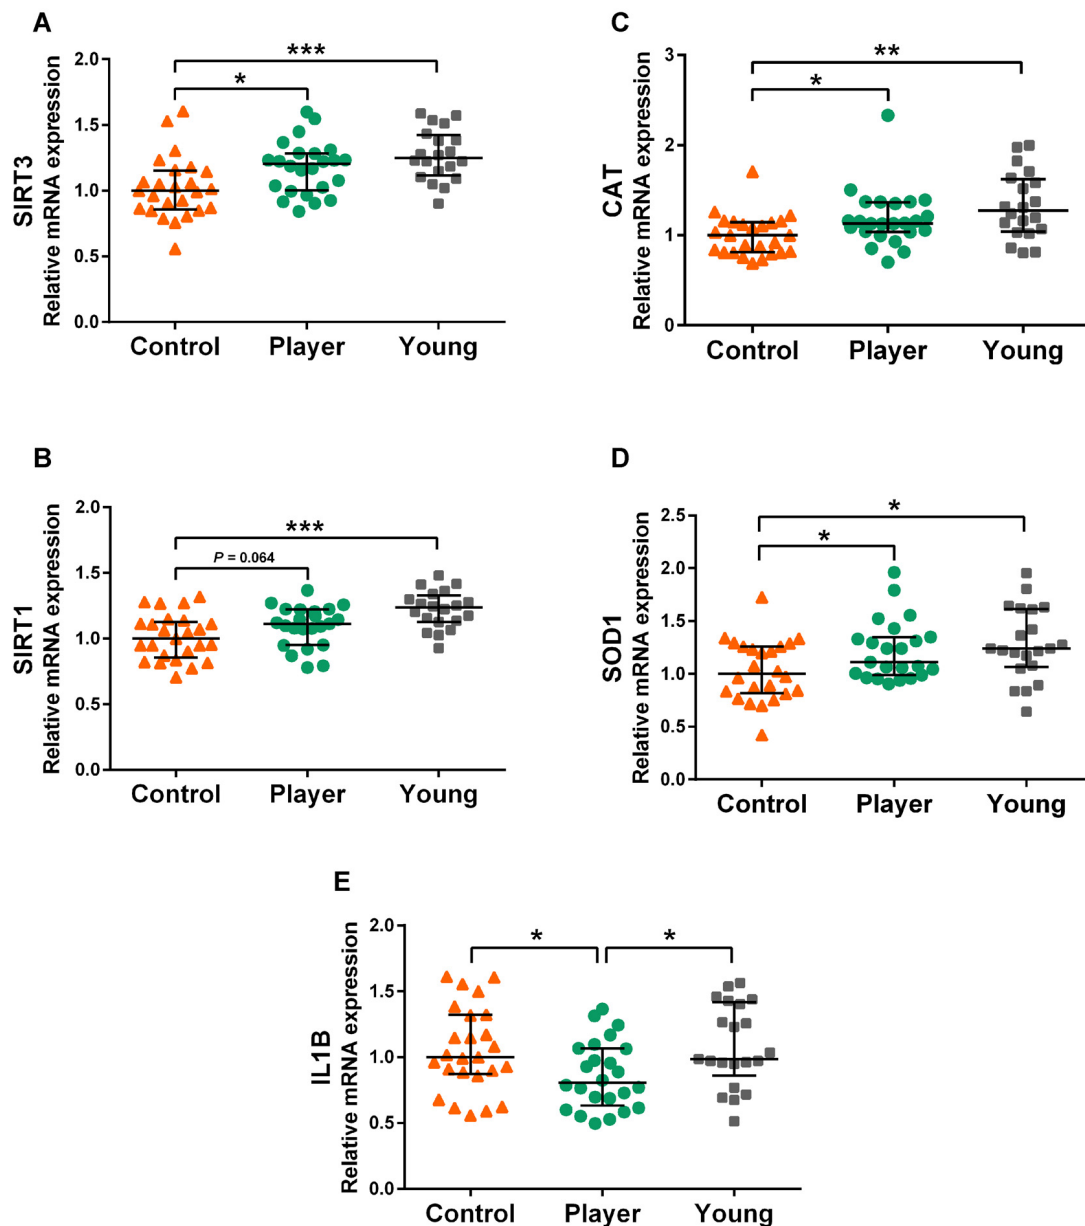 A
SIRT3
Relative mRNA expression
2.0
1.5
1.0
0.5
0.0
***
*
Control Player Young
C
CAT
Relative mRNA expression
3
2
1
0
**
*
Control Player Young
B
SIRT1
Relative mRNA expression
2.0
1.5
1.0
0.5
0.0
***
P = 0.064
Control Player Young
D
SOD1
Relative mRNA expression
2.5
2.0
1.5
1.0
0.5
0.0
*
*
Control Player Young
E
IL1B
Relative mRNA expression
2.0
1.5
1.0
0.5
0.0
* *
Control Player Young